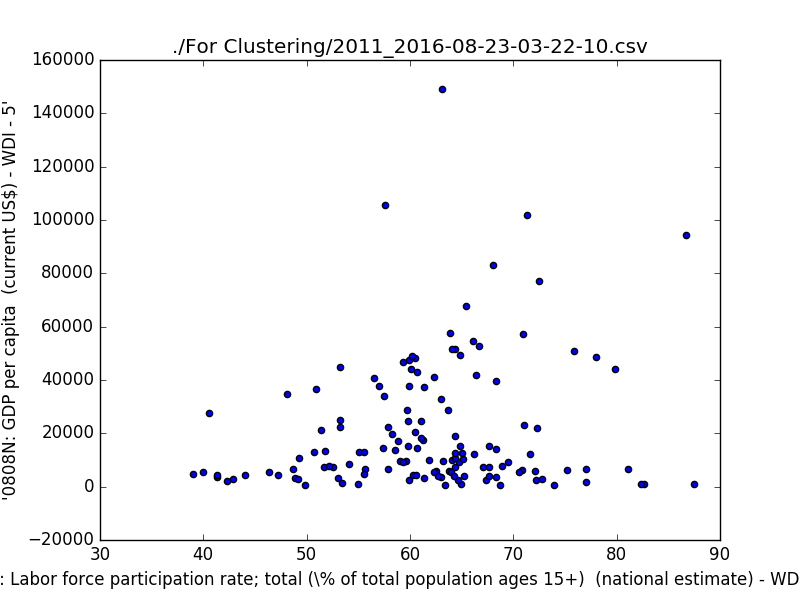 ./For Clustering/2011_2016-08-23-03-22-10.csv
'0808N: GDP per capita  (current US$) - WDI - 5'
160000
140000
120000
100000
80000
60000
40000
20000
0
−20000
30 40 50 60 70 80 90
: Labor force participation rate; total (\% of total population ages 15+)  (national estimate) - WD